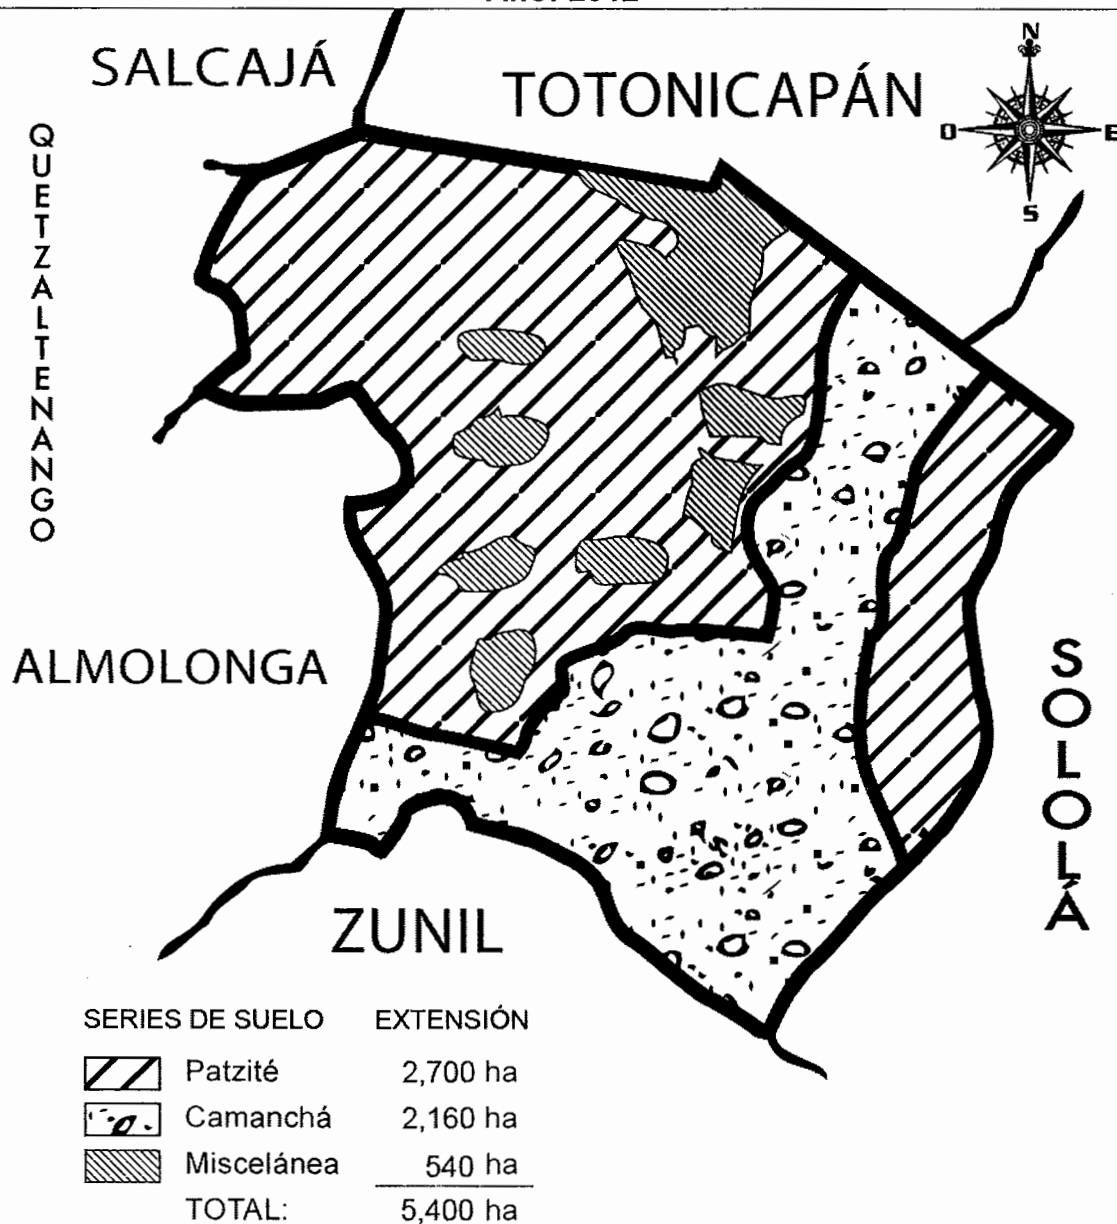 SALCAJÁ
TOTONICAPÁN
N
O
E
S
QUETZALTENANGO
ALMOLONGA
SOLOLÁ
ZUNIL
SERIES DE SUELO EXTENSIÓN
Patzité 2,700 ha
Camanchá 2,160 ha
Miscelánea 540 ha
TOTAL: 5,400 ha